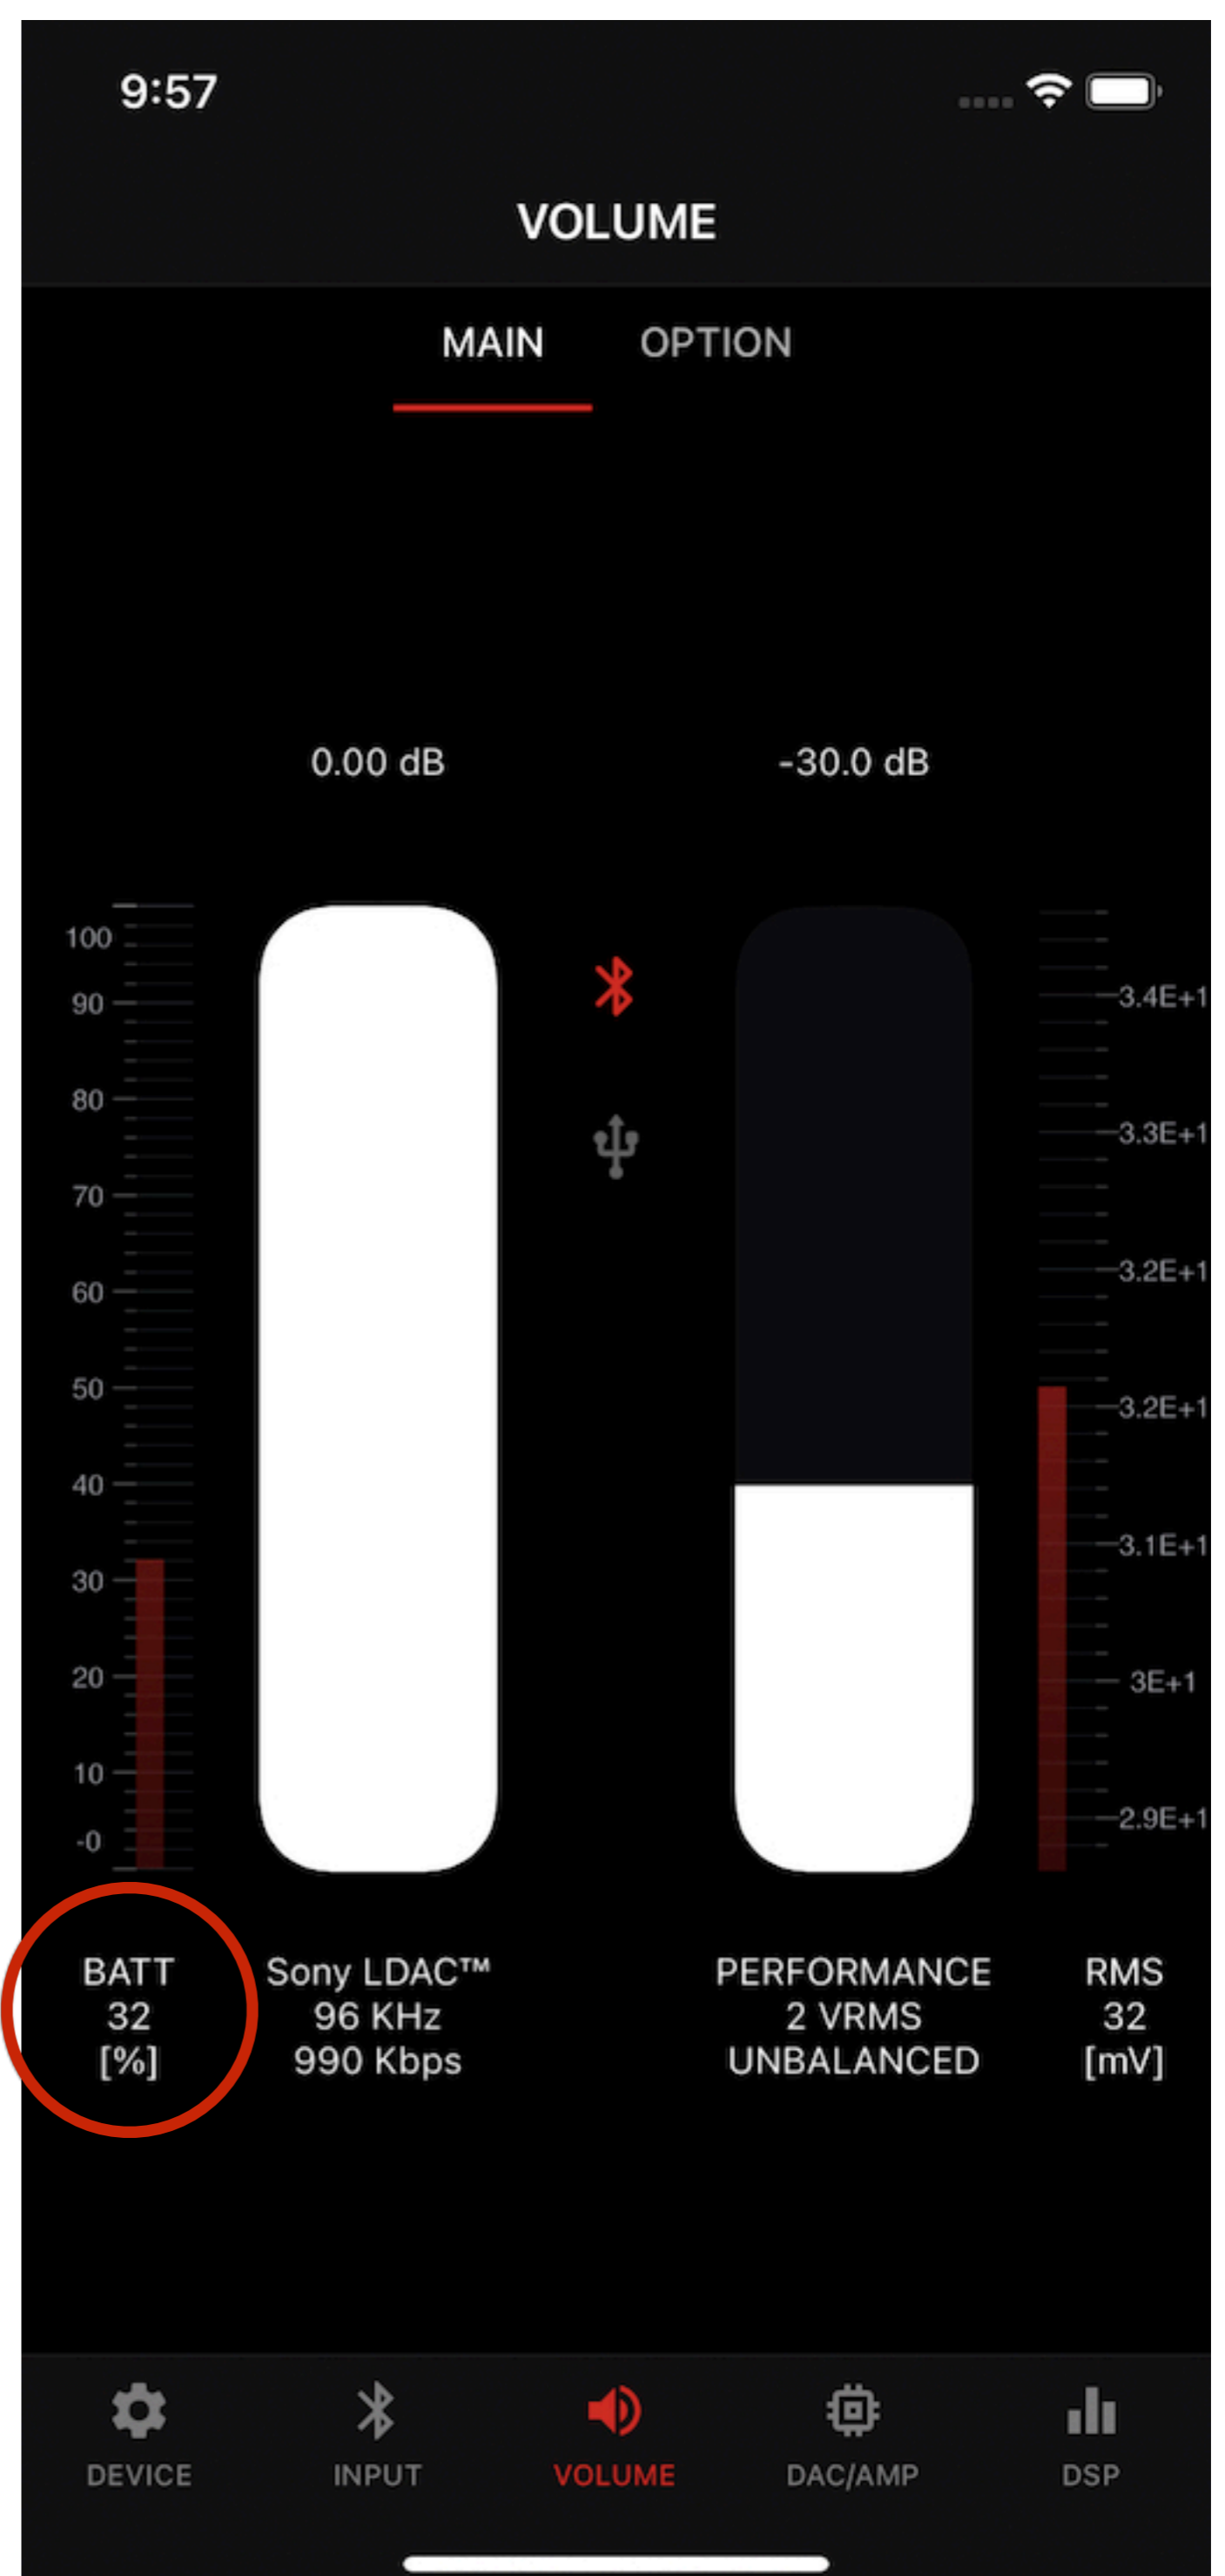 9:57
VOLUME
MAIN OPTION
0.00 dB -30.0 dB
100
90
80
70
60
50
40
30
20
10
-0
3.4E+1
3.3E+1
3.2E+1
3.2E+1
3.1E+1
3E+1
2.9E+1
BATT
32
[%]
Sony LDAC™
96 KHz
990 Kbps
PERFORMANCE
2 VRMS
UNBALANCED
RMS
32
[mV]
DEVICE INPUT VOLUME DAC/AMP DSP